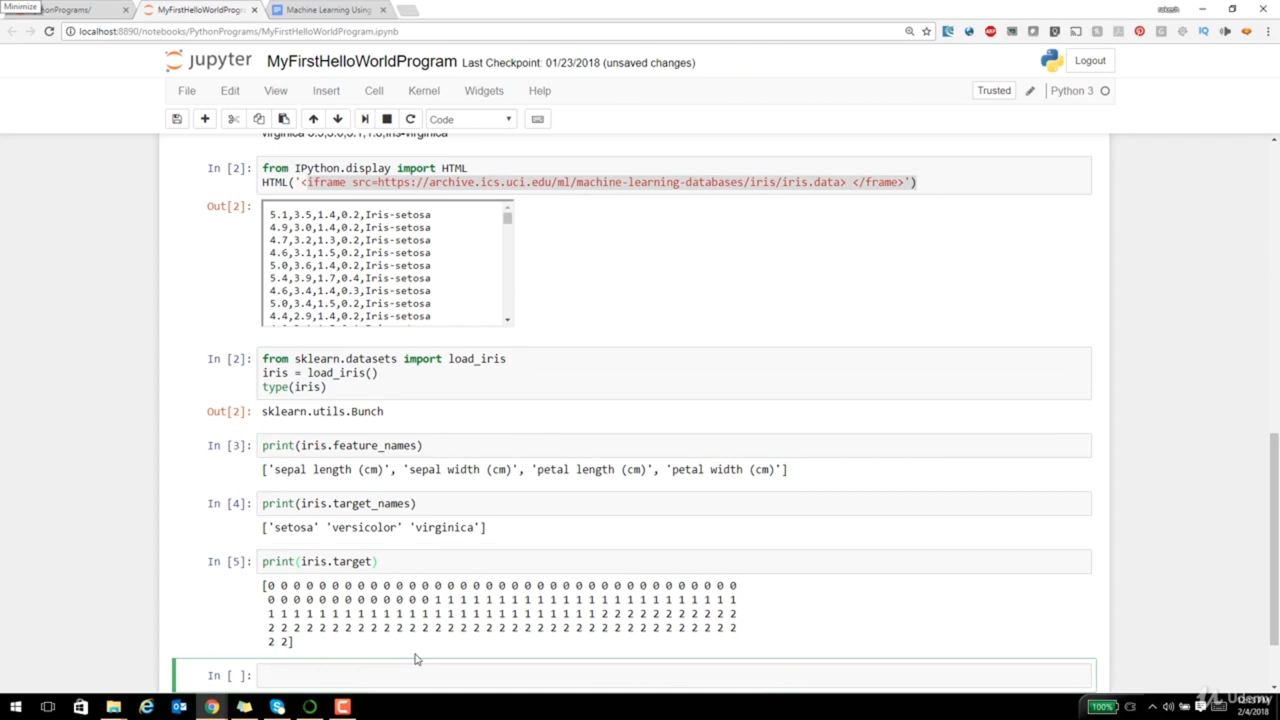 Minimize
onPrograms/
MyFirstHelloWorldProgra
Machine Learning Using
localhost:8890/notebooks/PythonPrograms/MyFirstHelloWorldProgram.ipynb
jupyter MyFirstHelloWorldProgram Last Checkpoint: 01/23/2018 (unsaved changes)
Logout
File Edit View Insert Cell Kernel Widgets Help
Trusted Python 3
Code
In [2]: from IPython.display import HTML
HTML('<iframe src=https://archive.ics.uci.edu/ml/machine-learning-databases/iris/iris.data> </frame>')
Out[2]:
5.1,3.5,1.4,0.2,Iris-setosa
4.9,3.0,1.4,0.2,Iris-setosa
4.7,3.2,1.3,0.2,Iris-setosa
4.6,3.1,1.5,0.2,Iris-setosa
5.0,3.6,1.4,0.2,Iris-setosa
5.4,3.9,1.7,0.4,Iris-setosa
4.6,3.4,1.4,0.3,Iris-setosa
5.0,3.4,1.5,0.2,Iris-setosa
4.4,2.9,1.4,0.2,Iris-setosa
In [2]: from sklearn.datasets import load_iris
iris = load_iris()
type(iris)
Out[2]: sklearn.utils.Bunch
In [3]: print(iris.feature_names)
['sepal length (cm)', 'sepal width (cm)', 'petal length (cm)', 'petal width (cm)']
In [4]: print(iris.target_names)
['setosa' 'versicolor' 'virginica']
In [5]: print(iris.target)
[0 0 0 0 0 0 0 0 0 0 0 0 0 0 0 0 0 0 0 0 0 0 0 0 0 0 0 0 0 0 0 0 0 0 0 0 0
0 0 0 0 0 0 0 0 0 0 0 0 0 1 1 1 1 1 1 1 1 1 1 1 1 1 1 1 1 1 1 1 1 1 1 1 1
1 1 1 1 1 1 1 1 1 1 1 1 1 1 1 1 1 1 1 1 1 1 1 1 1 1 2 2 2 2 2 2 2 2 2 2 2
2 2 2 2 2 2 2 2 2 2 2 2 2 2 2 2 2 2 2 2 2 2 2 2 2 2 2 2 2 2 2 2 2 2 2 2 2
2 2]
In [ ]:
100%
Udemy
2/4/2018